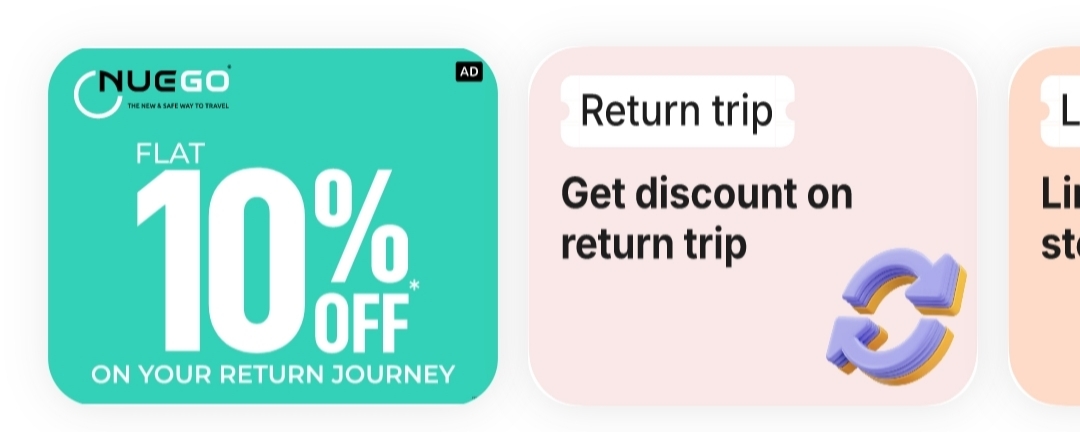 NUEGO
THE NEW & SAFE WAY TO TRAVEL
AD
FLAT
10%
OFF*
ON YOUR RETURN JOURNEY
Return trip
Get discount on
return trip
L